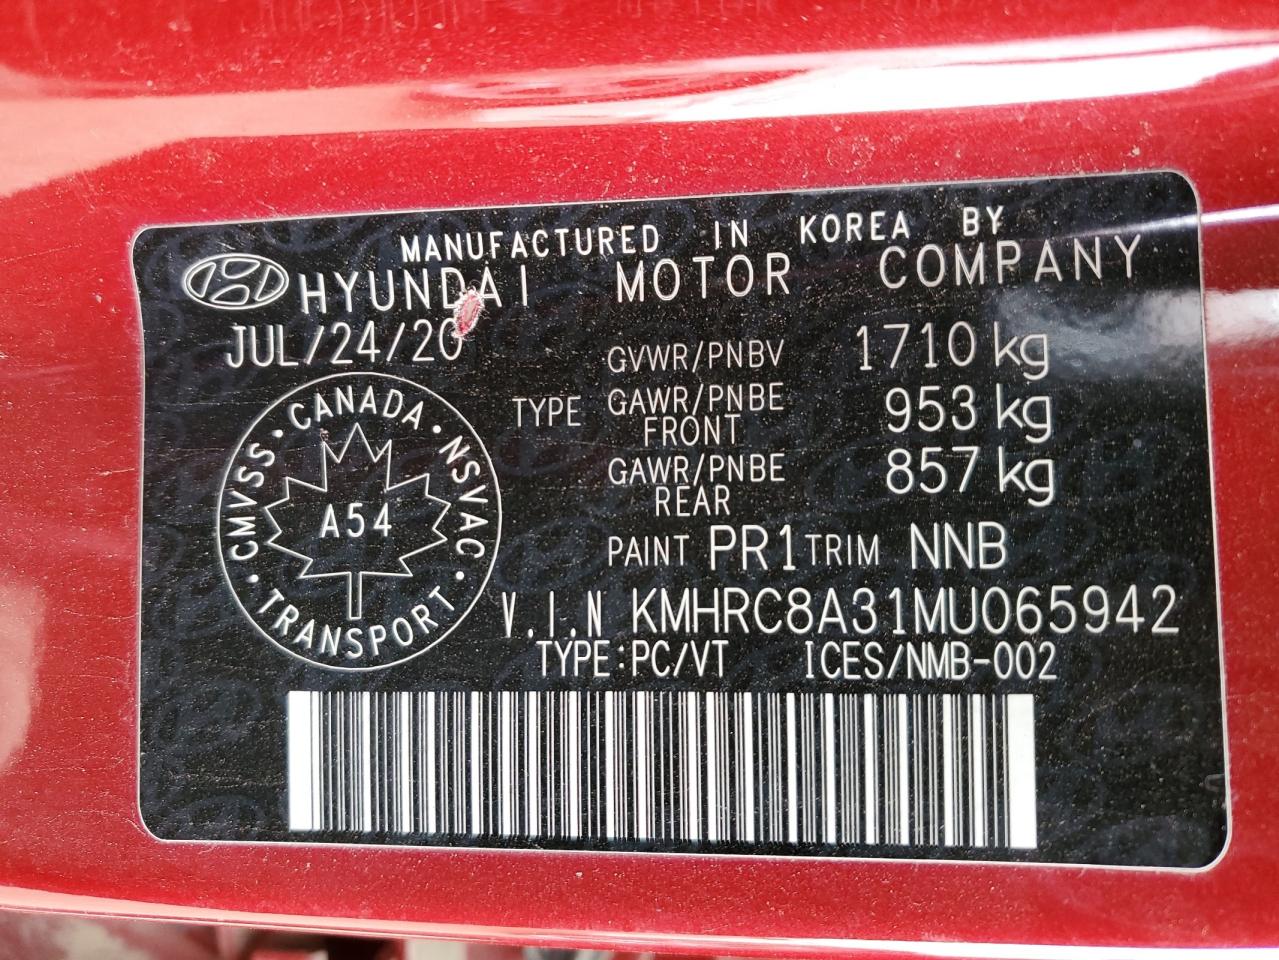 MANUFACTURED IN KOREA BY
HYUNDAI MOTOR COMPANY
JUL/24/20
GVWR/PNBV 1710 kg
TYPE GAWR/PNBE FRONT 953 kg
GAWR/PNBE REAR 857 kg
CMVSS · CANADA · NSVAC · TRANSPORT ·
A54
PAINT PR1 TRIM NNB
V.I.N KMHRC8A31MU065942
TYPE:PC/VT ICES/NMB-002